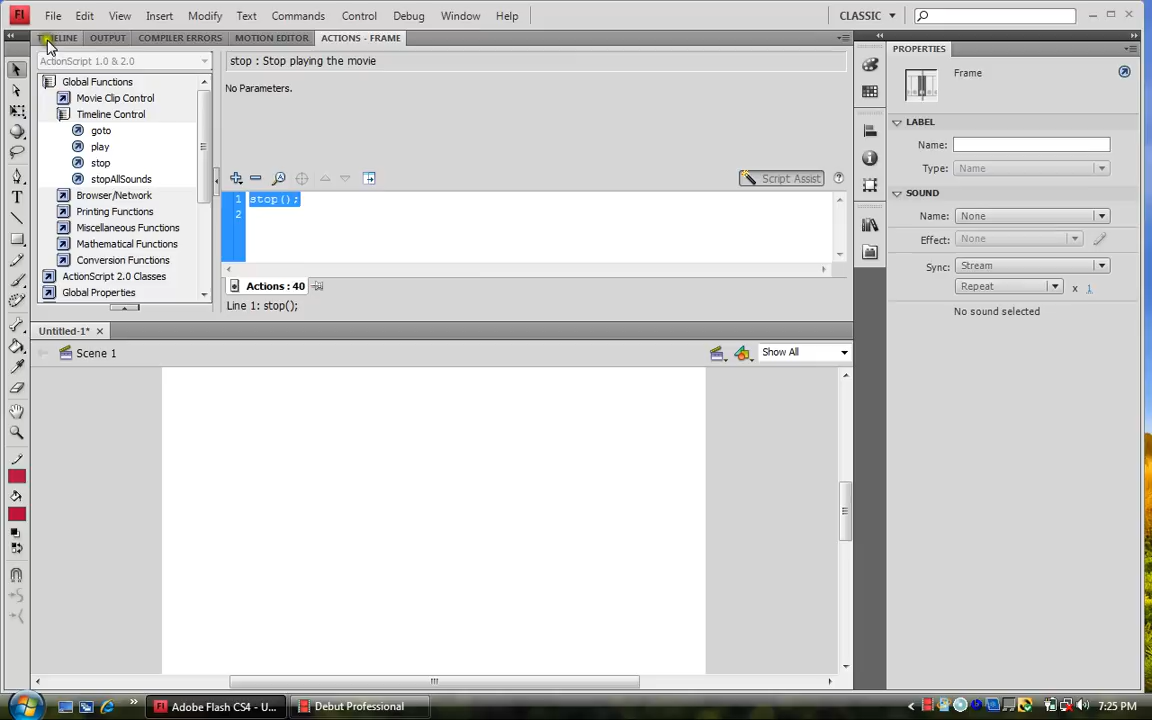 Fl File Edit View Insert Modify Text Commands Control Debug Window Help CLASSIC
TIMELINE OUTPUT COMPILER ERRORS MOTION EDITOR ACTIONS - FRAME
ActionScript 1.0 & 2.0
Global Functions
Movie Clip Control
Timeline Control
goto
play
stop
stopAllSounds
Browser/Network
Printing Functions
Miscellaneous Functions
Mathematical Functions
Conversion Functions
ActionScript 2.0 Classes
Global Properties
stop : Stop playing the movie
No Parameters.
Script Assist
1 stop();
2
Actions : 40
Line 1: stop();
Untitled-1*
Scene 1
Show All
PROPERTIES
Frame
LABEL
Name:
Type: Name
SOUND
Name: None
Effect: None
Sync: Stream
Repeat x 1
No sound selected
Fl Adobe Flash CS4 - U... Debut Professional 7:25 PM